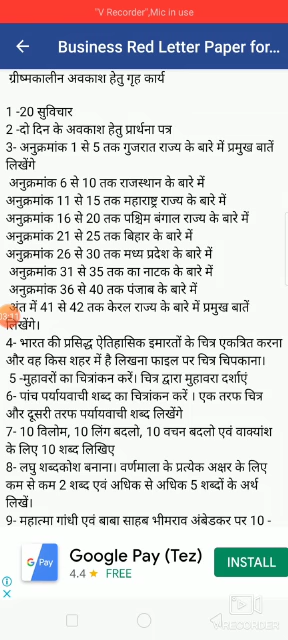 "V Recorder",Mic in use
Business Red Letter Paper for...
ग्रीष्मकालीन अवकाश हेतु गृह कार्य
1 -20 सुविचार
2 -दो दिन के अवकाश हेतु प्रार्थना पत्र
3- अनुक्रमांक 1 से 5 तक गुजरात राज्य के बारे में प्रमुख बातें
लिखेंगे
अनुक्रमांक 6 से 10 तक राजस्थान के बारे में
अनुक्रमांक 11 से 15 तक महाराष्ट्र राज्य के बारे में
अनुक्रमांक 16 से 20 तक पश्चिम बंगाल राज्य के बारे में
अनुक्रमांक 21 से 25 तक बिहार के बारे में
अनुक्रमांक 26 से 30 तक मध्य प्रदेश के बारे में
अनुक्रमांक 31 से 35 तक का नाटक के बारे में
अनुक्रमांक 36 से 40 तक पंजाब के बारे में
अंत में 41 से 42 तक केरल राज्य के बारे में प्रमुख बातें
लिखेंगे।
4- भारत की प्रसिद्ध ऐतिहासिक इमारतों के चित्र एकत्रित करना
और वह किस शहर में है लिखना फाइल पर चित्र चिपकाना।
5 -मुहावरों का चित्रांकन करें। चित्र द्वारा मुहावरा दर्शाएं
6- पांच पर्यायवाची शब्द का चित्रांकन करें । एक तरफ चित्र
और दूसरी तरफ पर्यायवाची शब्द लिखेंगे
7- 10 विलोम, 10 लिंग बदलो, 10 वचन बदलो एवं वाक्यांश
के लिए 10 शब्द लिखिए
8- लघु शब्दकोश बनाना। वर्णमाला के प्रत्येक अक्षर के लिए
कम से कम 2 शब्द एवं अधिक से अधिक 5 शब्दों के अर्थ
लिखें।
9- महात्मा गांधी एवं बाबा साहब भीमराव अंबेडकर पर 10 -
G Pay
Google Pay (Tez)
4.4 ★ FREE
INSTALL
V RECORDER